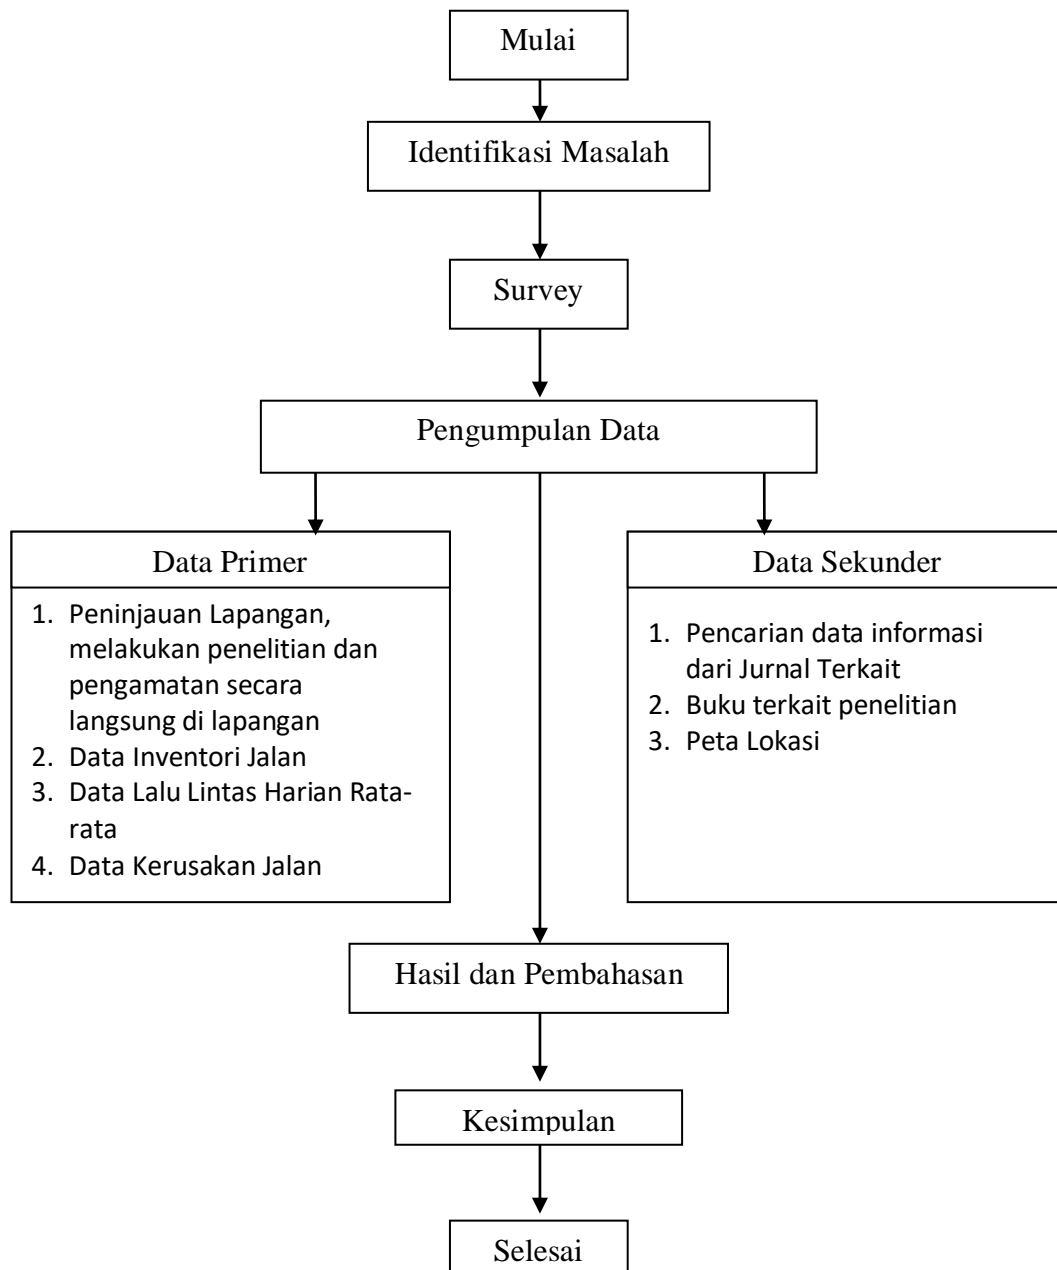 Mulai
Identifikasi Masalah
Survey
Pengumpulan Data
Data Primer
1. Peninjauan Lapangan,
melakukan penelitian dan
pengamatan secara
langsung di lapangan
2. Data Inventori Jalan
3. Data Lalu Lintas Harian Rata-
rata
4. Data Kerusakan Jalan
Data Sekunder
1. Pencarian data informasi
dari Jurnal Terkait
2. Buku terkait penelitian
3. Peta Lokasi
Hasil dan Pembahasan
Kesimpulan
Selesai